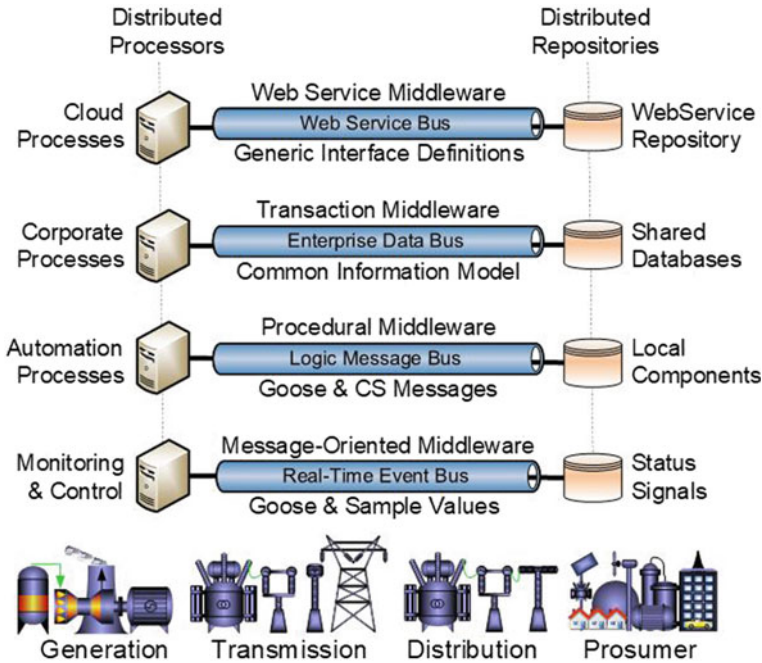 Distributed
Processors
Distributed
Repositories
Cloud
Processes
Web Service Middleware
Web Service Bus
Generic Interface Definitions
WebService
Repository
Corporate
Processes
Transaction Middleware
Enterprise Data Bus
Common Information Model
Shared
Databases
Automation
Processes
Procedural Middleware
Logic Message Bus
Goose & CS Messages
Local
Components
Monitoring
& Control
Message-Oriented Middleware
Real-Time Event Bus
Goose & Sample Values
Status
Signals
Generation
Transmission
Distribution
Prosumer